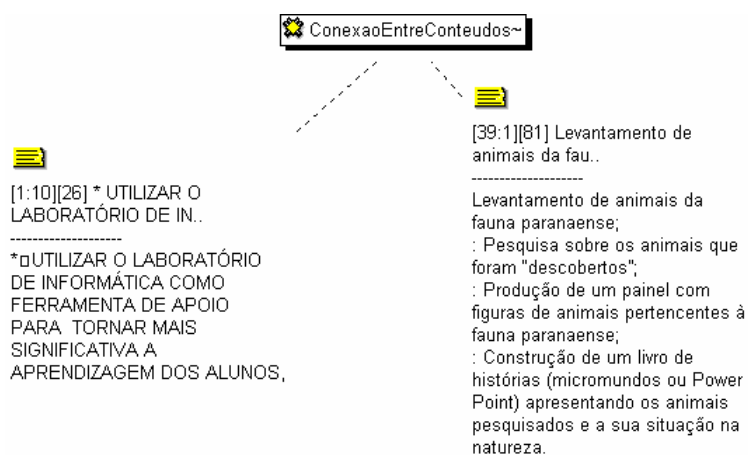 ConexaoEntreConteudos~
[1:10][26] * UTILIZAR O
LABORATÓRIO DE IN..
--------------------
*□UTILIZAR O LABORATÓRIO
DE INFORMÁTICA COMO
FERRAMENTA DE APOIO
PARA  TORNAR MAIS
SIGNIFICATIVA A
APRENDIZAGEM DOS ALUNOS,
[39:1][81] Levantamento de
animais da fau..
--------------------
Levantamento de animais da
fauna paranaense;
: Pesquisa sobre os animais que
foram "descobertos";
: Produção de um painel com
figuras de animais pertencentes à
fauna paranaense;
: Construção de um livro de
histórias (micromundos ou Power
Point) apresentando os animais
pesquisados e a sua situação na
natureza.